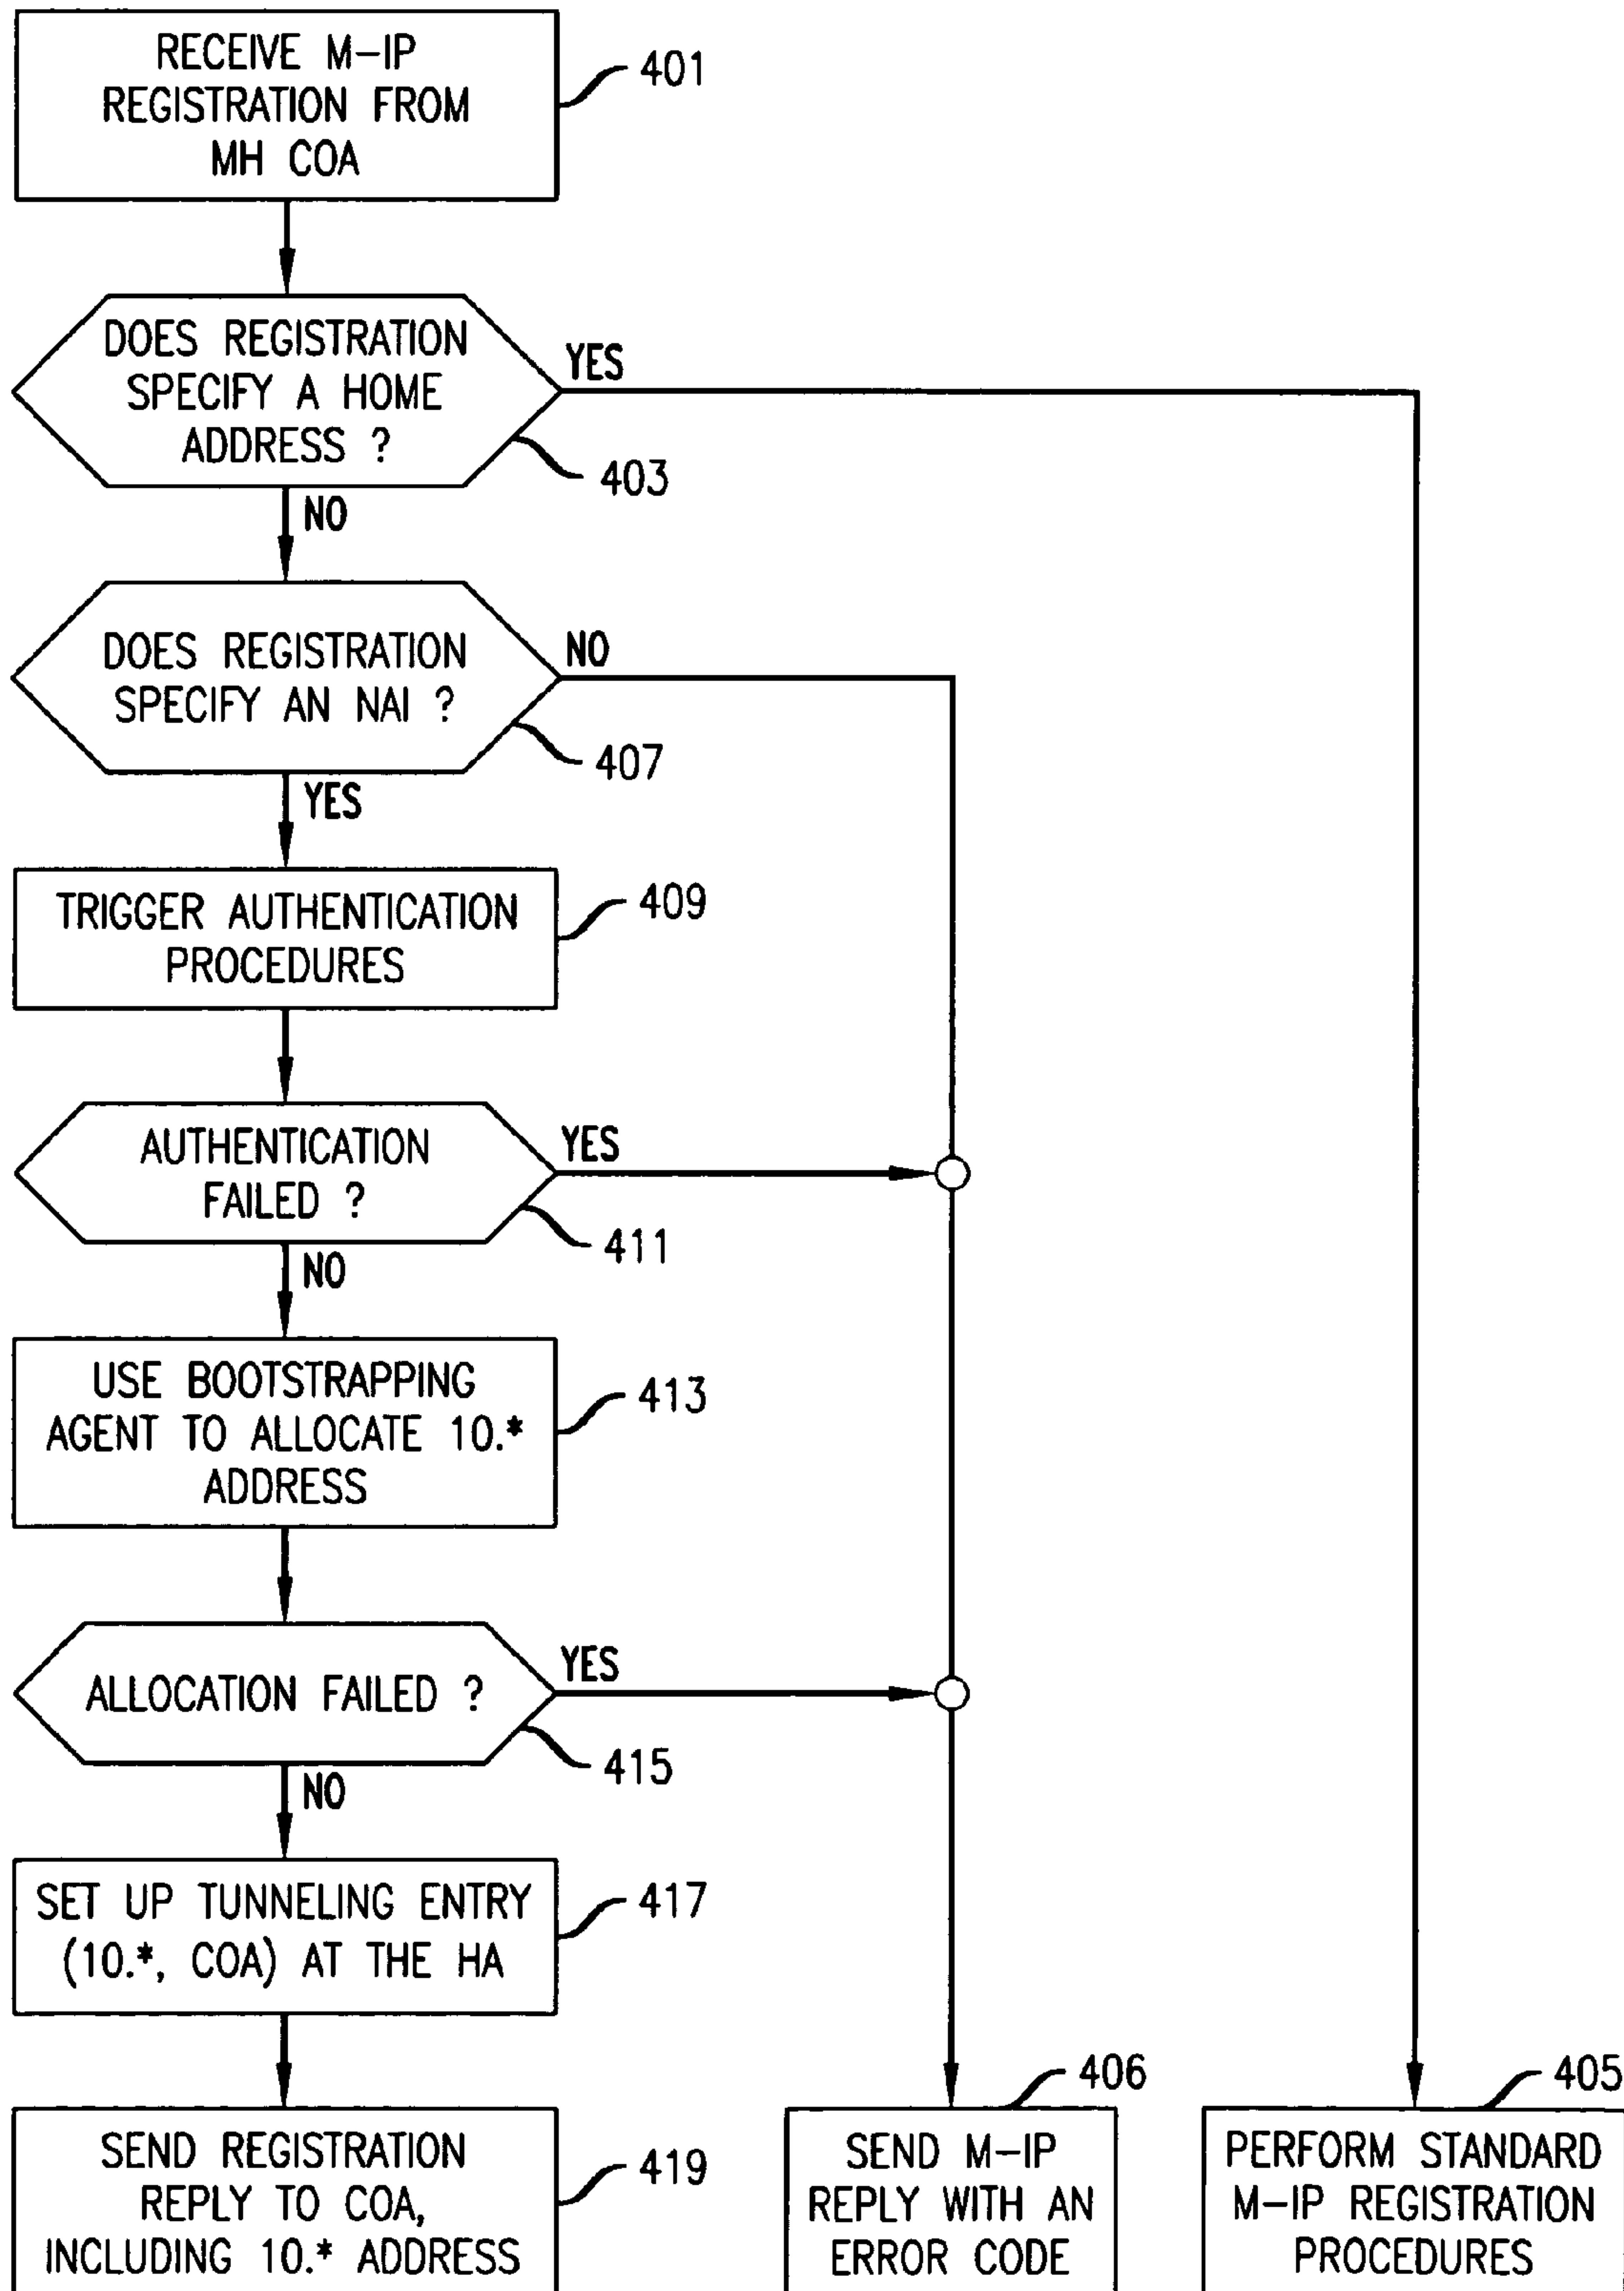 RECEIVE M-IP
REGISTRATION FROM
MH COA
401
DOES REGISTRATION
SPECIFY A HOME
ADDRESS ?
YES
403
NO
DOES REGISTRATION
SPECIFY AN NAI ?
NO
407
YES
TRIGGER AUTHENTICATION
PROCEDURES
409
AUTHENTICATION
FAILED ?
YES
411
NO
USE BOOTSTRAPPING
AGENT TO ALLOCATE 10.*
ADDRESS
413
ALLOCATION FAILED ?
YES
415
NO
SET UP TUNNELING ENTRY
(10.*, COA) AT THE HA
417
SEND REGISTRATION
REPLY TO COA,
INCLUDING 10.* ADDRESS
419
406
SEND M-IP
REPLY WITH AN
ERROR CODE
405
PERFORM STANDARD
M-IP REGISTRATION
PROCEDURES